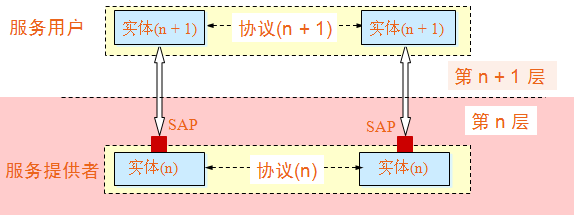 服务用户
实体(n + 1)
协议(n + 1)
实体(n + 1)
第 n + 1 层
SAP
SAP
第 n 层
服务提供者
实体(n)
协议(n)
实体(n)